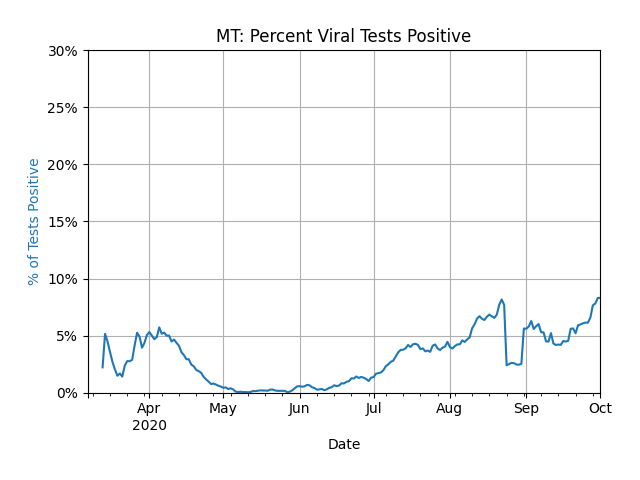 MT: Percent Viral Tests Positive
30%
25%
20%
15%
10%
5%
0%
% of Tests Positive
Apr May Jun Jul Aug Sep Oct
2020
Date